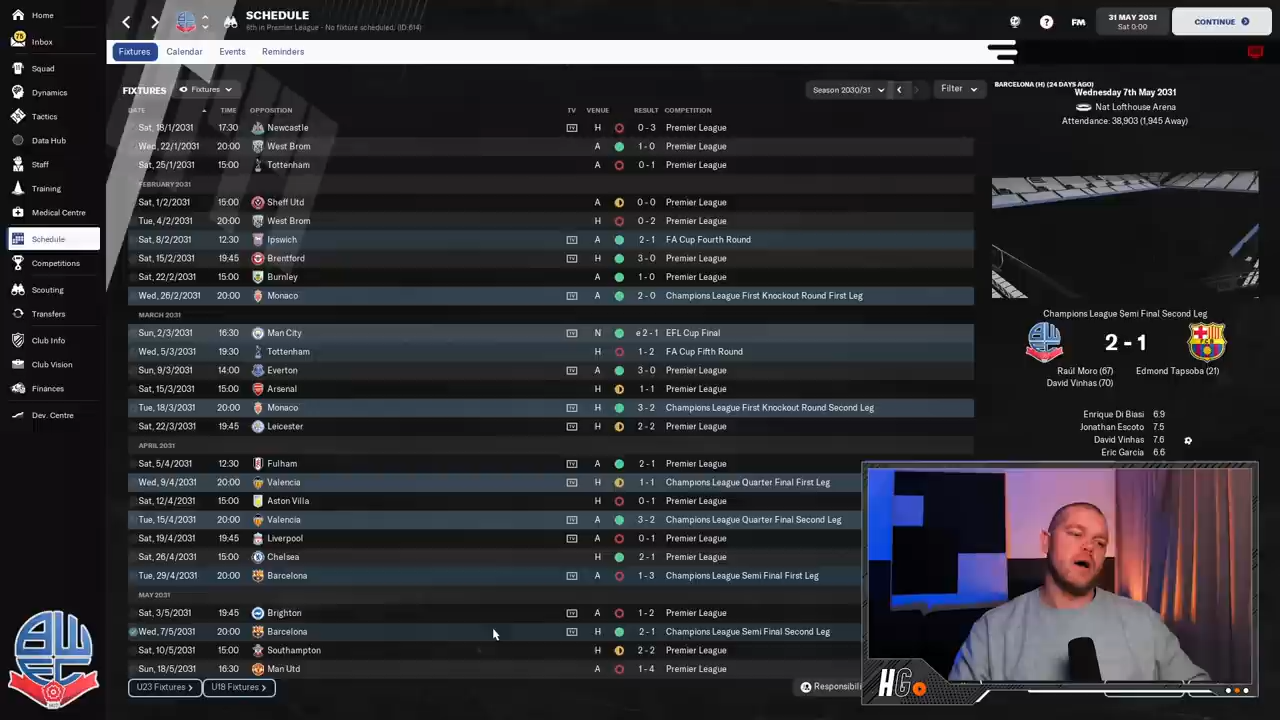 Home
SCHEDULE
6th in Premier League - No fixture scheduled. (ID:614)
FM
31 MAY 2031
Sat 0:00
CONTINUE
75
Inbox
Squad
Dynamics
Tactics
Data Hub
Staff
Training
Medical Centre
Schedule
Competitions
Scouting
Transfers
Club Info
Club Vision
Finances
Dev. Centre
Fixtures Calendar Events Reminders
FIXTURES Fixtures Season 2030/31 Filter
DATE TIME OPPOSITION TV VENUE RESULT COMPETITION
Sat, 18/1/2031 17:30 Newcastle TV H 0 - 3 Premier League
Wed, 22/1/2031 20:00 West Brom A 1 - 0 Premier League
Sat, 25/1/2031 15:00 Tottenham A 0 - 1 Premier League
FEBRUARY 2031
Sat, 1/2/2031 15:00 Sheff Utd A 0 - 0 Premier League
Tue, 4/2/2031 20:00 West Brom H 0 - 2 Premier League
Sat, 8/2/2031 12:30 Ipswich TV A 2 - 1 FA Cup Fourth Round
Sat, 15/2/2031 19:45 Brentford TV H 3 - 0 Premier League
Sat, 22/2/2031 15:00 Burnley A 1 - 0 Premier League
Wed, 26/2/2031 20:00 Monaco TV A 2 - 0 Champions League First Knockout Round First Leg
MARCH 2031
Sun, 2/3/2031 16:30 Man City TV N e 2 - 1 EFL Cup Final
Wed, 5/3/2031 19:30 Tottenham H 1 - 2 FA Cup Fifth Round
Sun, 9/3/2031 14:00 Everton TV A 3 - 0 Premier League
Sat, 15/3/2031 15:00 Arsenal H 1 - 1 Premier League
Tue, 18/3/2031 20:00 Monaco TV H 3 - 2 Champions League First Knockout Round Second Leg
Sat, 22/3/2031 19:45 Leicester TV H 2 - 2 Premier League
APRIL 2031
Sat, 5/4/2031 12:30 Fulham TV A 2 - 1 Premier League
Wed, 9/4/2031 20:00 Valencia TV H 1 - 1 Champions League Quarter Final First Leg
Sat, 12/4/2031 15:00 Aston Villa H 0 - 1 Premier League
Tue, 15/4/2031 20:00 Valencia TV A 3 - 2 Champions League Quarter Final Second Leg
Sat, 19/4/2031 19:45 Liverpool TV A 0 - 1 Premier League
Sat, 26/4/2031 15:00 Chelsea H 2 - 1 Premier League
Tue, 29/4/2031 20:00 Barcelona TV A 1 - 3 Champions League Semi Final First Leg
MAY 2031
Sat, 3/5/2031 19:45 Brighton TV A 1 - 2 Premier League
Wed, 7/5/2031 20:00 Barcelona TV H 2 - 1 Champions League Semi Final Second Leg
Sat, 10/5/2031 15:00 Southampton H 2 - 2 Premier League
Sun, 18/5/2031 16:30 Man Utd A 1 - 4 Premier League
U23 Fixtures U18 Fixtures
BARCELONA (H) (24 DAYS AGO)
Wednesday 7th May 2031
Nat Lofthouse Arena
Attendance: 38,903 (1,945 Away)
Champions League Semi Final Second Leg
2 - 1
Raúl Moro (67) Edmond Tapsoba (21)
David Vinhas (70)
Enrique Di Biasi 6.9
Jonathan Escoto 7.5
David Vinhas 7.6
Eric García 6.6
HG